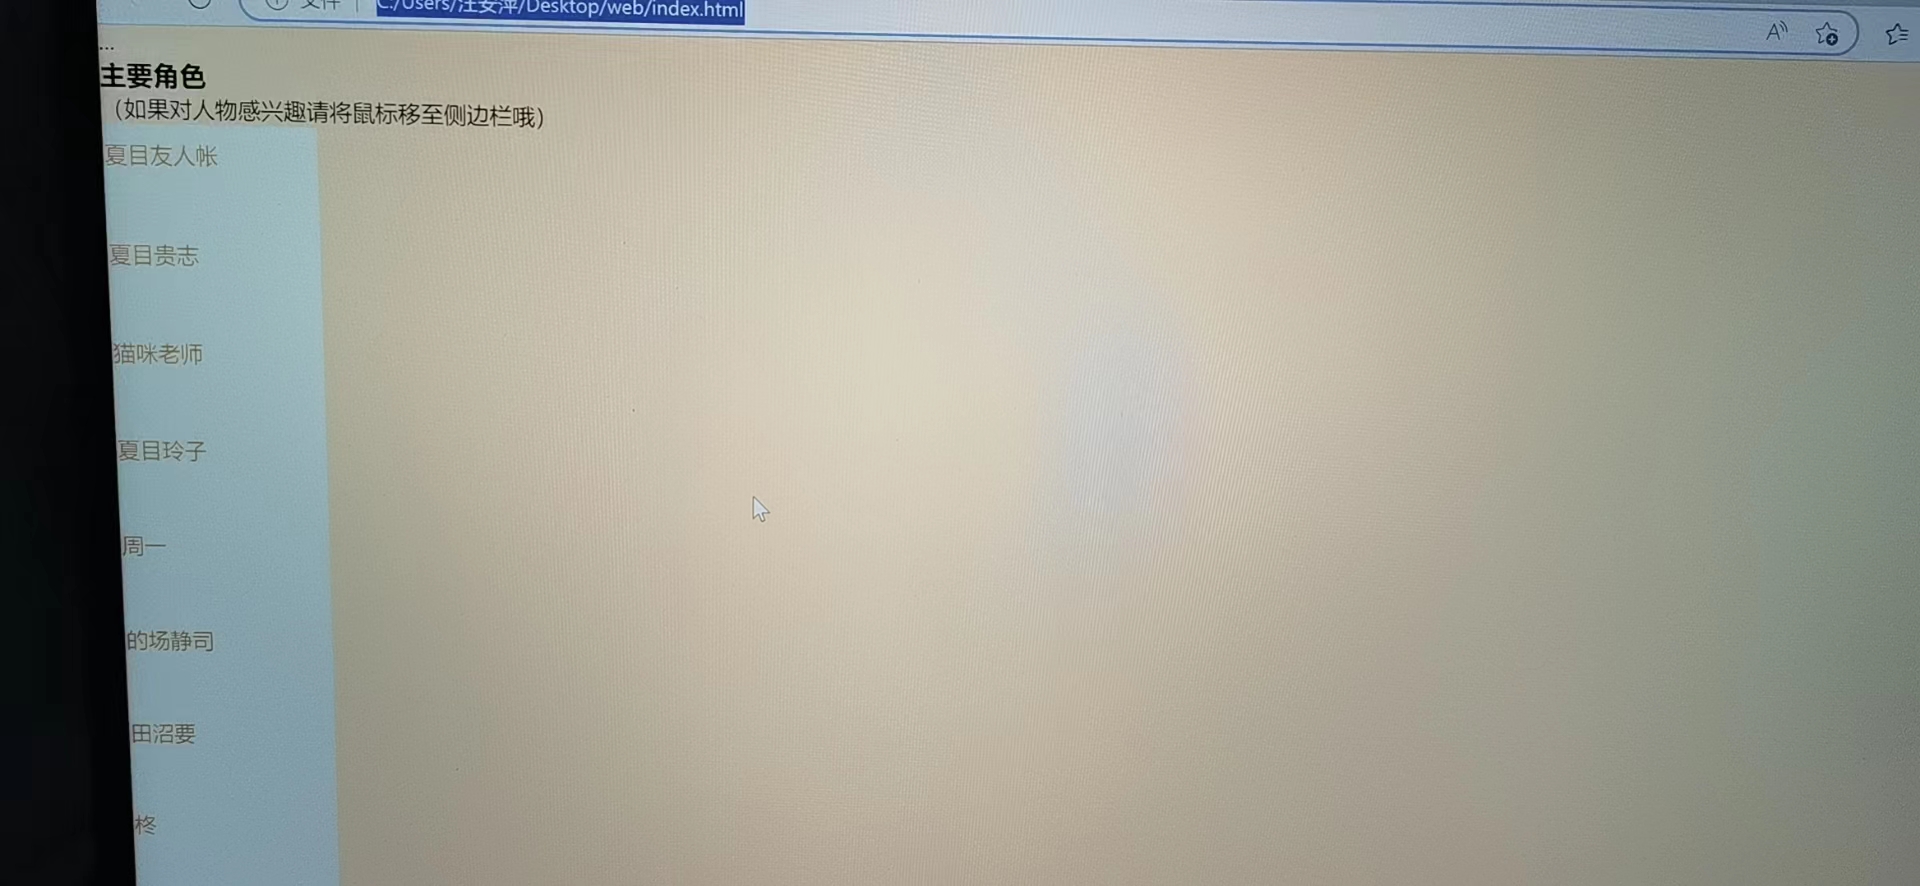 文件 C:/Users/汪安萍/Desktop/web/index.html
...
主要角色
（如果对人物感兴趣请将鼠标移至侧边栏哦）
夏目友人帐
夏目贵志
猫咪老师
夏目玲子
周一
的场静司
田沼要
柊